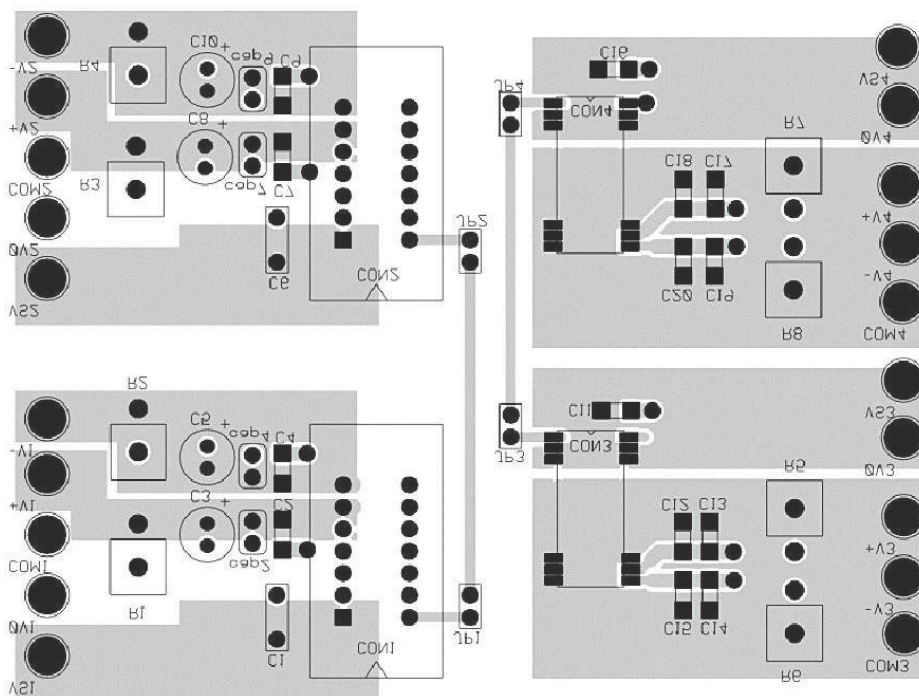 C10
+
cap9
C9
-V2
R4
C16
VS4
JP4
CON4
+V2
C8
+
R7
0V4
COM2
R3
cap7
C7
C18
C17
+V4
JP2
0V2
C6
CON2
-V4
C20
C19
VS2
R8
COM4
R2
C5
+
cap4
C4
C11
VS3
-V1
JP3
CON3
R5
0V3
+V1
C3
+
C2
C12
C13
+V3
COM1
cap2
R1
-V3
0V1
C1
CON1
JP1
C15
C14
R6
COM3
VS1